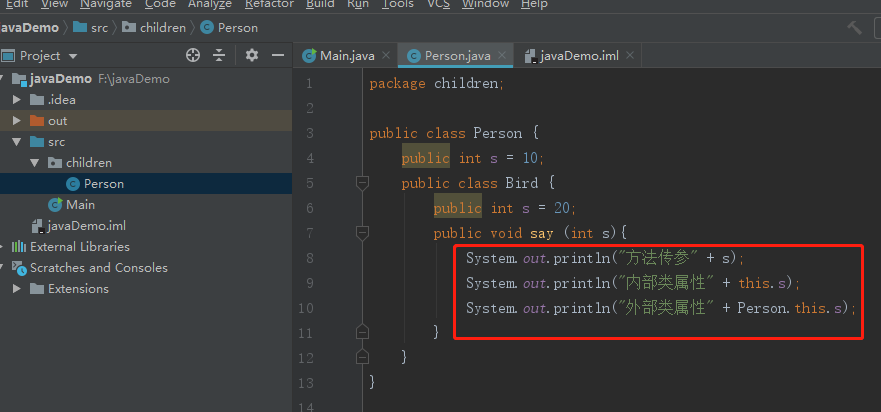 Edit View Navigate Code Analyze Refactor Build Run Tools VCS Window Help
javaDemo src children Person
Project
Main.java Person.java javaDemo.iml
javaDemo F:\javaDemo
.idea
out
src
children
Person
Main
javaDemo.iml
External Libraries
Scratches and Consoles
Extensions
1 package children;
2
3 public class Person {
4 public int s = 10;
5 public class Bird {
6 public int s = 20;
7 public void say (int s){
8 System.out.println("方法传参" + s);
9 System.out.println("内部类属性" + this.s);
10 System.out.println("外部类属性" + Person.this.s);
11 }
12 }
13 }
14